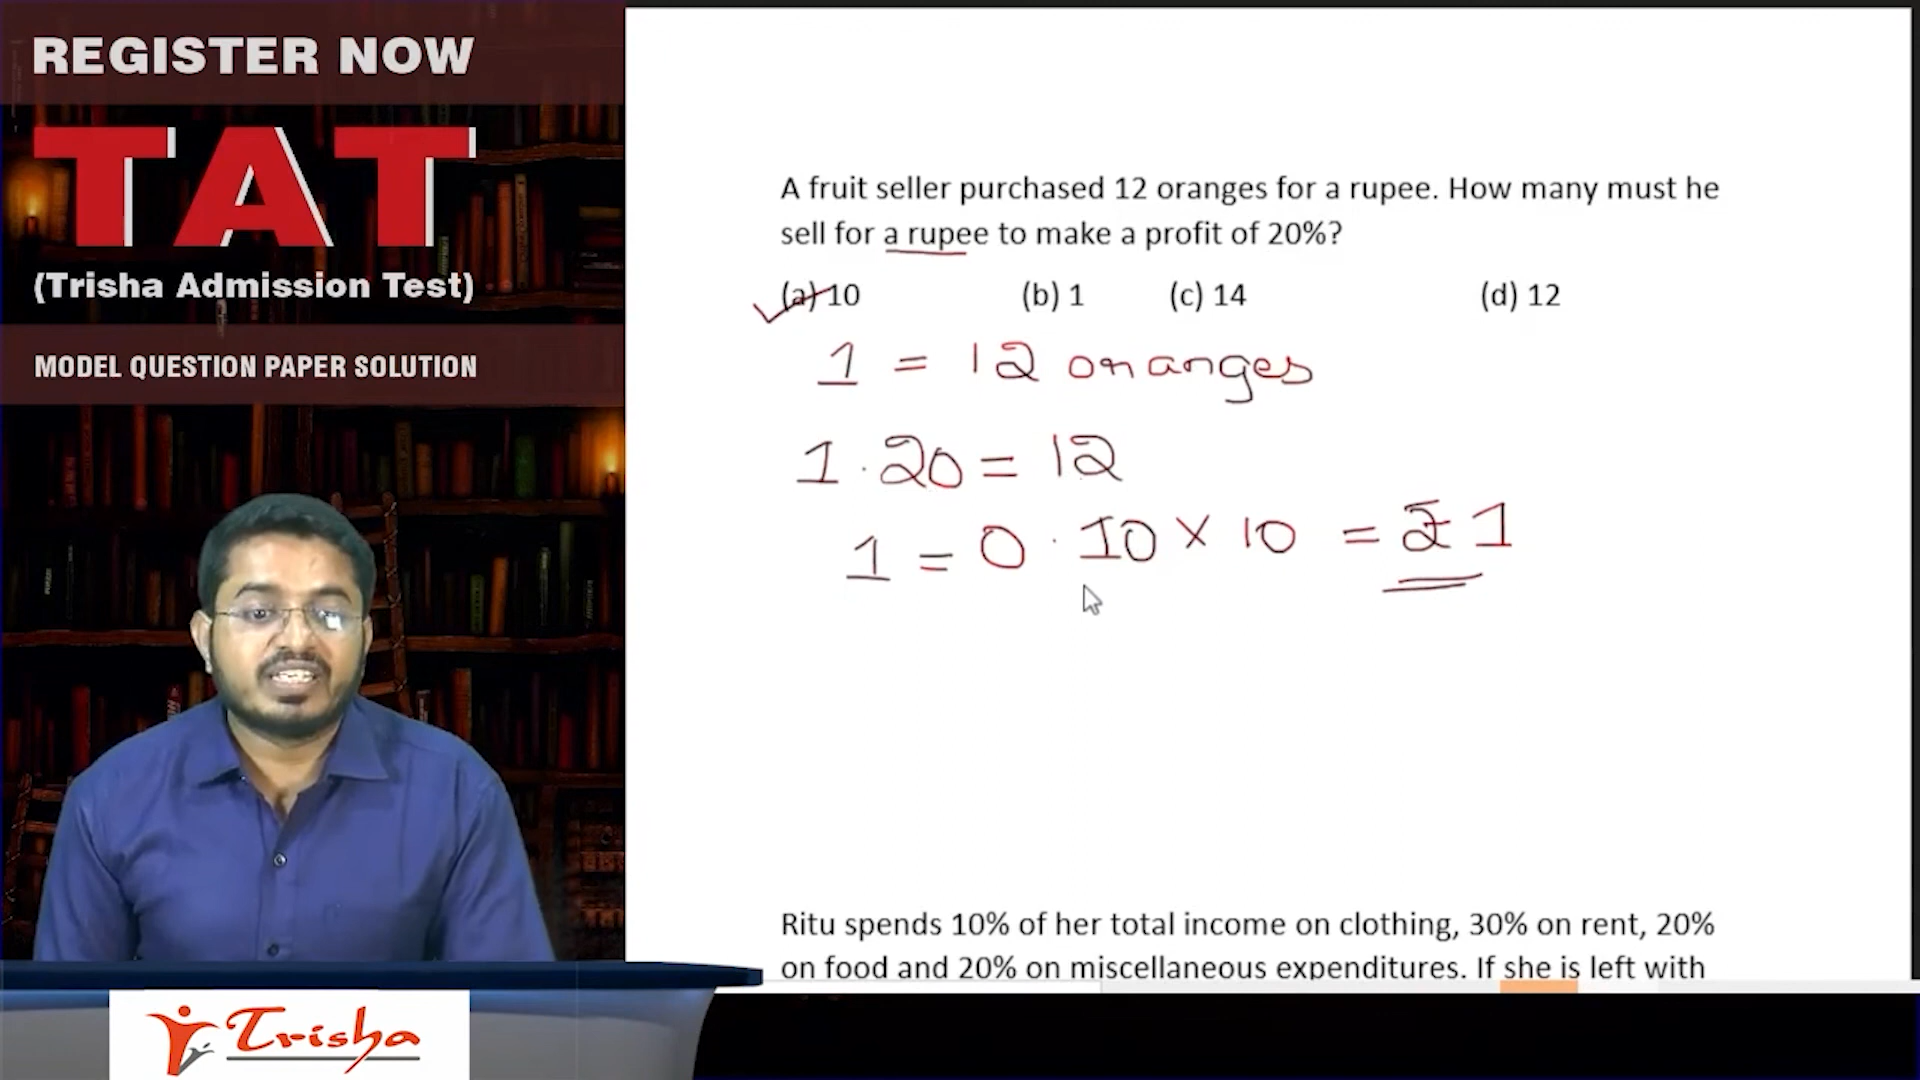 REGISTER NOW
TAT
(Trisha Admission Test)
MODEL QUESTION PAPER SOLUTION
A fruit seller purchased 12 oranges for a rupee. How many must he
sell for a rupee to make a profit of 20%?
(a) 10 (b) 1 (c) 14 (d) 12
1 = 12 oranges
1.20 = 12
1 = 0.10 × 10 = ₹ 1
Ritu spends 10% of her total income on clothing, 30% on rent, 20%
on food and 20% on miscellaneous expenditures. If she is left with
Trisha